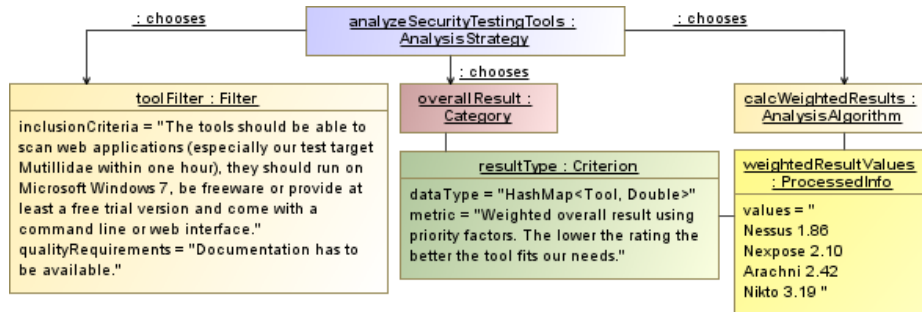 : chooses
analyzeSecurityTestingTools :
AnalysisStrategy
: chooses
: chooses
toolFilter : Filter
inclusionCriteria = "The tools should be able to
scan web applications (especially our test target
Mutillidae within one hour), they should run on
Microsoft Windows 7, be freeware or provide at
least a free trial version and come with a
command line or web interface."
qualityRequirements = "Documentation has to
be available."
overallResult :
Category
resultType : Criterion
dataType = "HashMap<Tool, Double>"
metric = "Weighted overall result using
priority factors. The lower the rating the
better the tool fits our needs."
calcWeightedResults :
AnalysisAlgorithm
weightedResultValues
: ProcessedInfo
values = "
Nessus 1.86
Nexpose 2.10
Arachni 2.42
Nikto 3.19 "